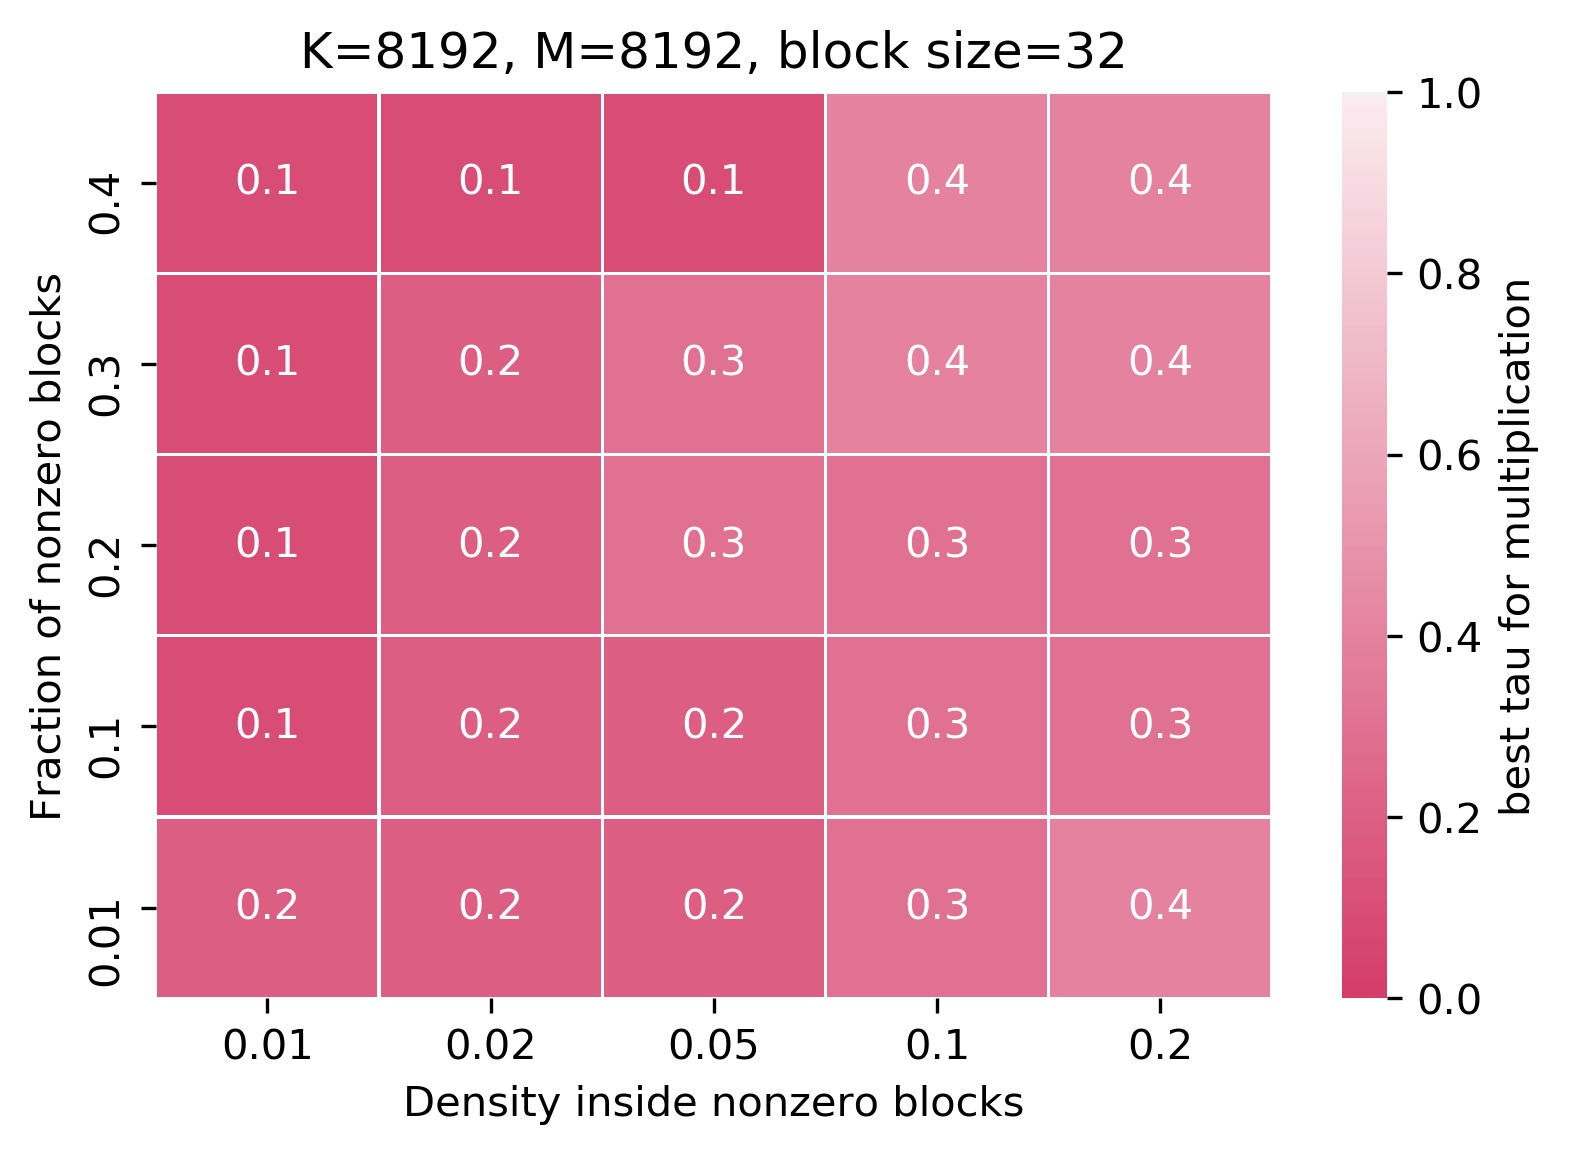 K=8192, M=8192, block size=32
Fraction of nonzero blocks
0.4 0.1 0.1 0.1 0.4 0.4
0.3 0.1 0.2 0.3 0.4 0.4
0.2 0.1 0.2 0.3 0.3 0.3
0.1 0.1 0.2 0.2 0.3 0.3
0.01 0.2 0.2 0.2 0.3 0.4
0.01 0.02 0.05 0.1 0.2
Density inside nonzero blocks
1.0
0.8
0.6
0.4
0.2
0.0
best tau for multiplication